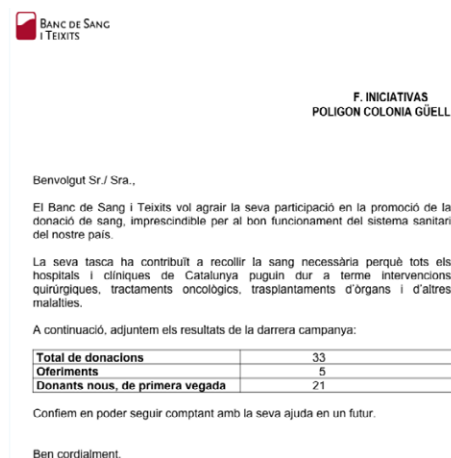 BANC DE SANG
I TEIXITS
F. INICIATIVAS
POLIGON COLONIA GÜELL
Benvolgut Sr./ Sra.,
El Banc de Sang i Teixits vol agrair la seva participació en la promoció de la
donació de sang, imprescindible per al bon funcionament del sistema sanitari
del nostre país.
La seva tasca ha contribuït a recollir la sang necessària perquè tots els
hospitals i clíniques de Catalunya puguin dur a terme intervencions
quirúrgiques, tractaments oncològics, trasplantaments d'òrgans i d'altres
malalties.
A continuació, adjuntem els resultats de la darrera campanya:
Total de donacions 33
Oferiments 5
Donants nous, de primera vegada 21
Confiem en poder seguir comptant amb la seva ajuda en un futur.
Ben cordialment,